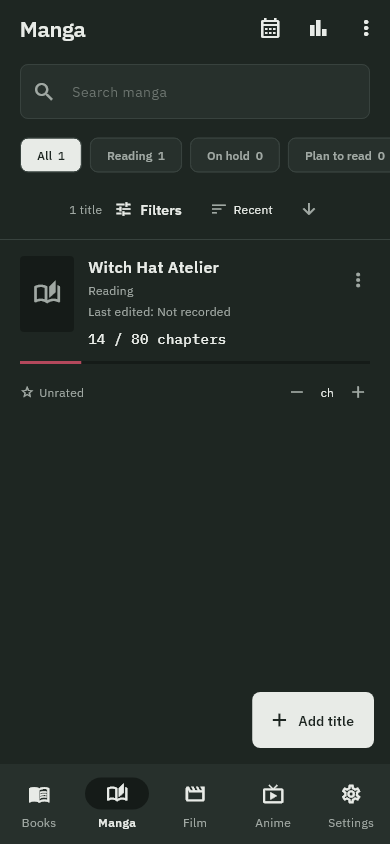 Manga
Search manga
All 1
Reading 1
On hold 0
Plan to read 0
1 title
Filters
Recent
Witch Hat Atelier
Reading
Last edited: Not recorded
14 / 80 chapters
Unrated
ch
Add title
Books
Manga
Film
Anime
Settings